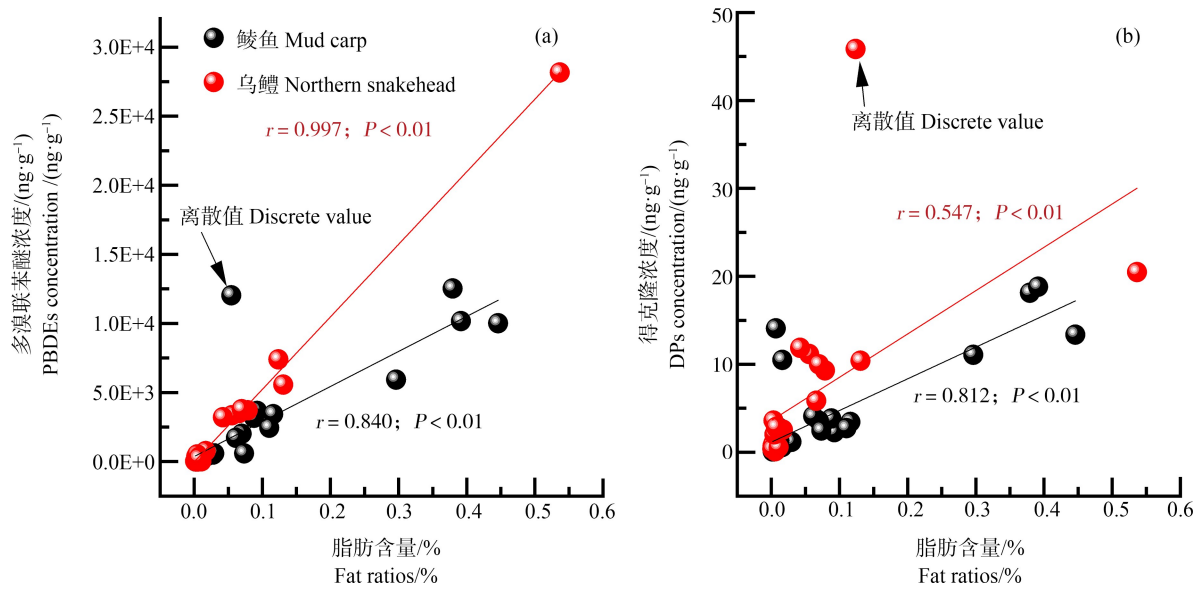 (a)
鲮鱼 Mud carp
乌鳢 Northern snakehead
r = 0.997；P < 0.01
离散值 Discrete value
r = 0.840；P < 0.01
3.0E+4
2.5E+4
2.0E+4
1.5E+4
1.0E+4
5.0E+3
0.0E+0
多溴联苯醚浓度/(ng·g⁻¹)
PBDEs concentration /(ng·g⁻¹)
0.0 0.1 0.2 0.3 0.4 0.5 0.6
脂肪含量/%
Fat ratios/%
(b)
离散值 Discrete value
r = 0.547；P < 0.01
r = 0.812；P < 0.01
50
40
30
20
10
0
得克隆浓度/(ng·g⁻¹)
DPs concentration/(ng·g⁻¹)
0.0 0.1 0.2 0.3 0.4 0.5 0.6
脂肪含量/%
Fat ratios/%